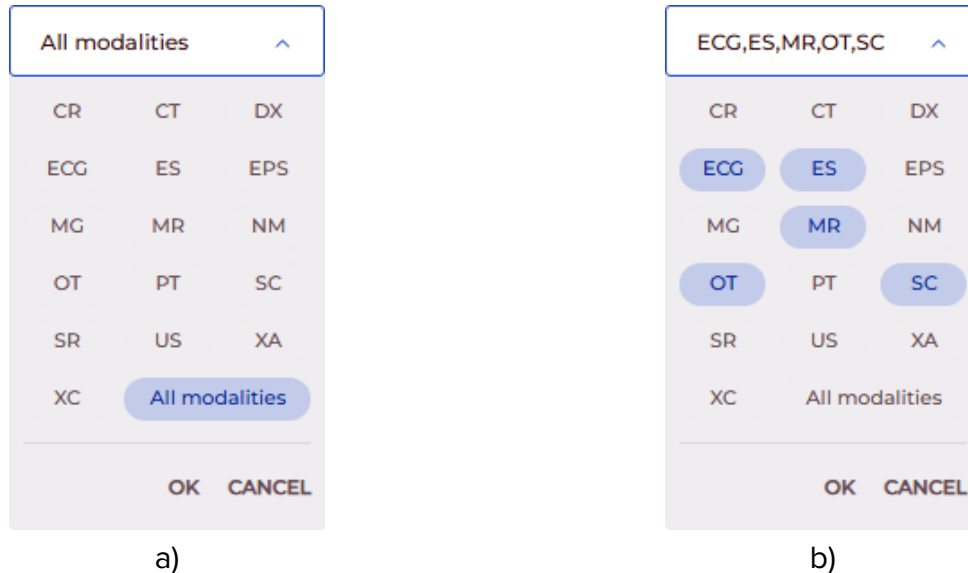 All modalities
CR CT DX
ECG ES EPS
MG MR NM
OT PT SC
SR US XA
XC All modalities
OK CANCEL
a)
ECG,ES,MR,OT,SC
CR CT DX
ECG ES EPS
MG MR NM
OT PT SC
SR US XA
XC All modalities
OK CANCEL
b)